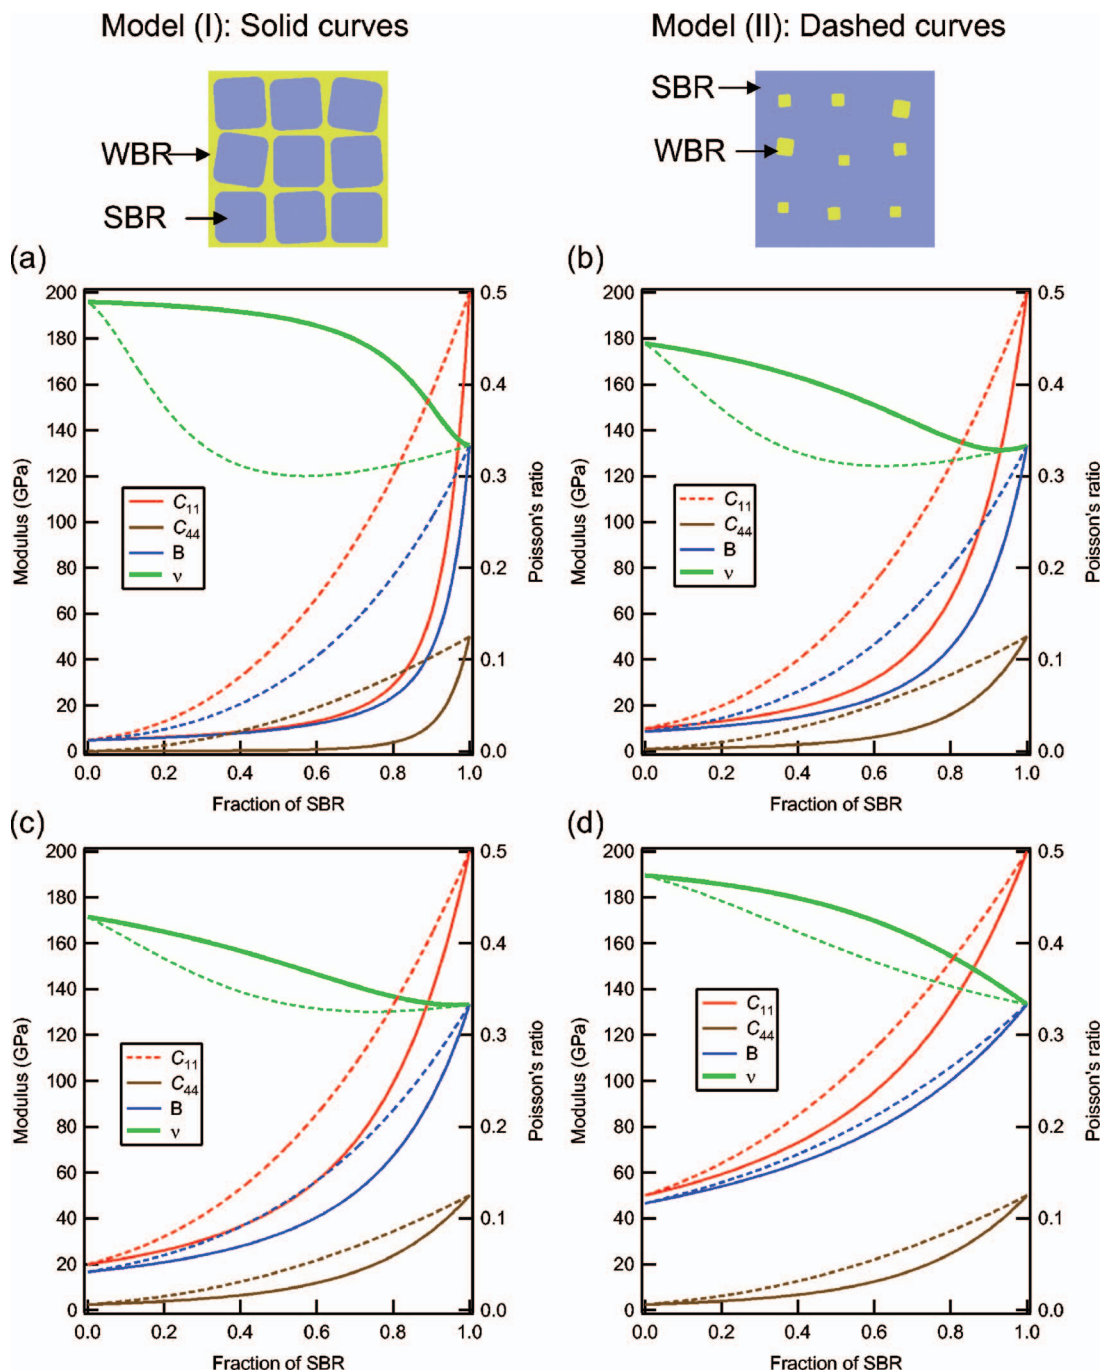 Model (I): Solid curves
Model (II): Dashed curves
WBR
SBR
SBR
WBR
(a)
Modulus (GPa)
200
180
160
140
120
100
80
60
40
20
0
0.5
0.4
0.3
0.2
0.1
0.0
Poisson's ratio
C11
C44
B
ν
0.0 0.2 0.4 0.6 0.8 1.0
Fraction of SBR
(b)
Modulus (GPa)
200
180
160
140
120
100
80
60
40
20
0
0.5
0.4
0.3
0.2
0.1
0.0
Poisson's ratio
C11
C44
B
ν
0.0 0.2 0.4 0.6 0.8 1.0
Fraction of SBR
(c)
Modulus (GPa)
200
180
160
140
120
100
80
60
40
20
0
0.5
0.4
0.3
0.2
0.1
0.0
Poisson's ratio
C11
C44
B
ν
0.0 0.2 0.4 0.6 0.8 1.0
Fraction of SBR
(d)
Modulus (GPa)
200
180
160
140
120
100
80
60
40
20
0
0.5
0.4
0.3
0.2
0.1
0.0
Poisson's ratio
C11
C44
B
ν
0.0 0.2 0.4 0.6 0.8 1.0
Fraction of SBR